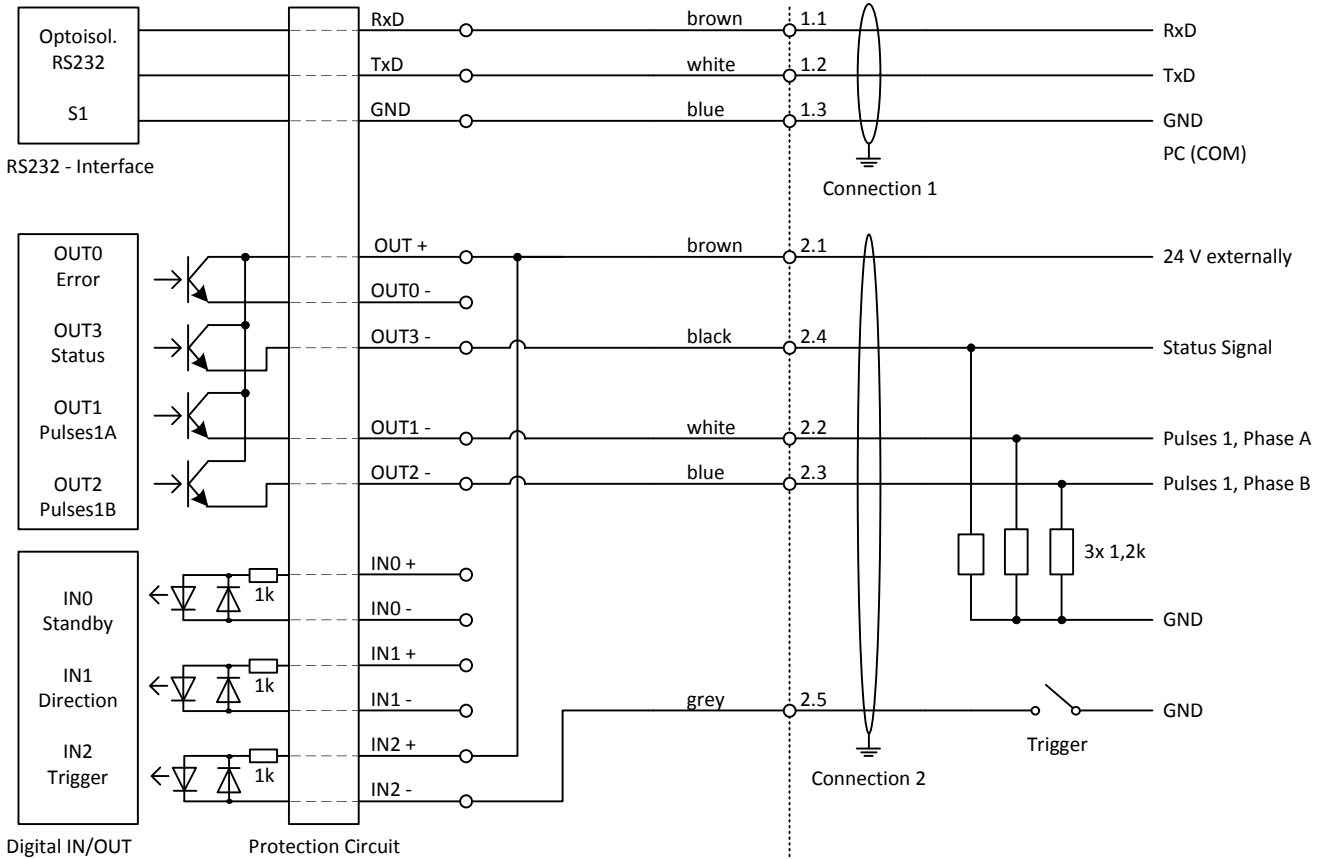 Optoisol.
RS232
S1
RS232 - Interface
RxD
TxD
GND
brown
white
blue
1.1
1.2
1.3
RxD
TxD
GND
PC (COM)
Connection 1
OUT0
Error
OUT3
Status
OUT1
Pulses1A
OUT2
Pulses1B
OUT +
OUT0 -
OUT3 -
OUT1 -
OUT2 -
brown
black
white
blue
2.1
2.4
2.2
2.3
24 V externally
Status Signal
Pulses 1, Phase A
Pulses 1, Phase B
3x 1,2k
GND
IN0
Standby
IN1
Direction
IN2
Trigger
1k
1k
1k
IN0 +
IN0 -
IN1 +
IN1 -
IN2 +
IN2 -
grey
2.5
Trigger
GND
Connection 2
Digital IN/OUT
Protection Circuit